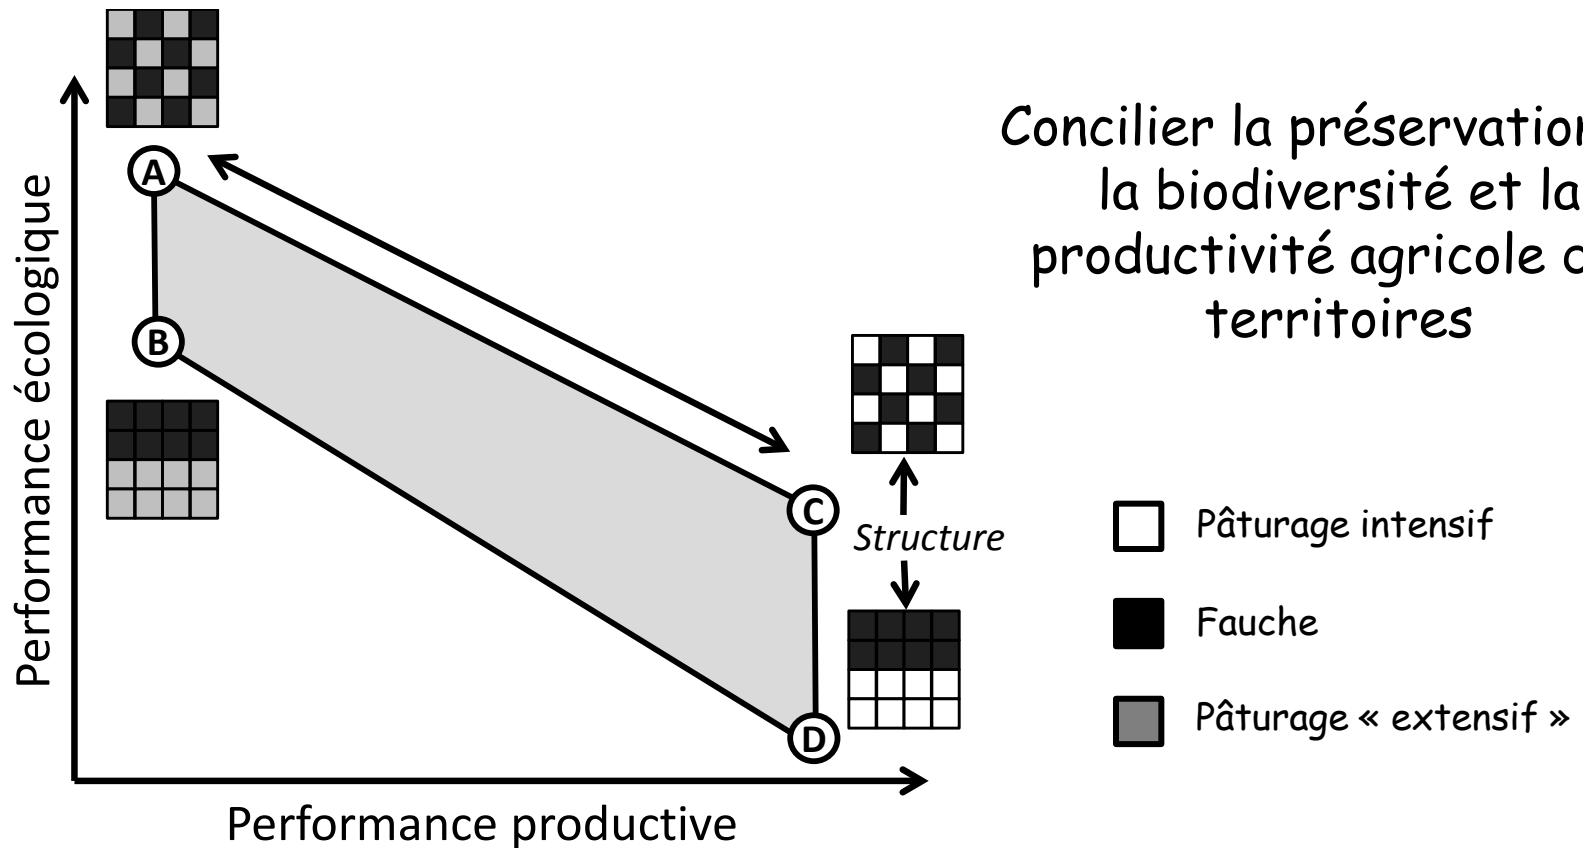 Concilier la préservation
la biodiversité et la
productivité agricole
territoires
Performance écologique
A
B
C
Structure
D
Performance productive
Pâturage intensif
Fauche
Pâturage « extensif »